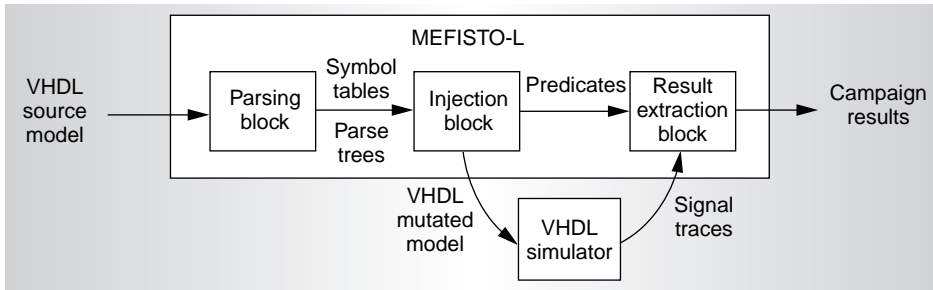 MEFISTO-L
VHDL
source
model
Parsing
block
Symbol
tables
Parse
trees
Injection
block
Predicates
Result
extraction
block
Campaign
results
VHDL
mutated
model
VHDL
simulator
Signal
traces